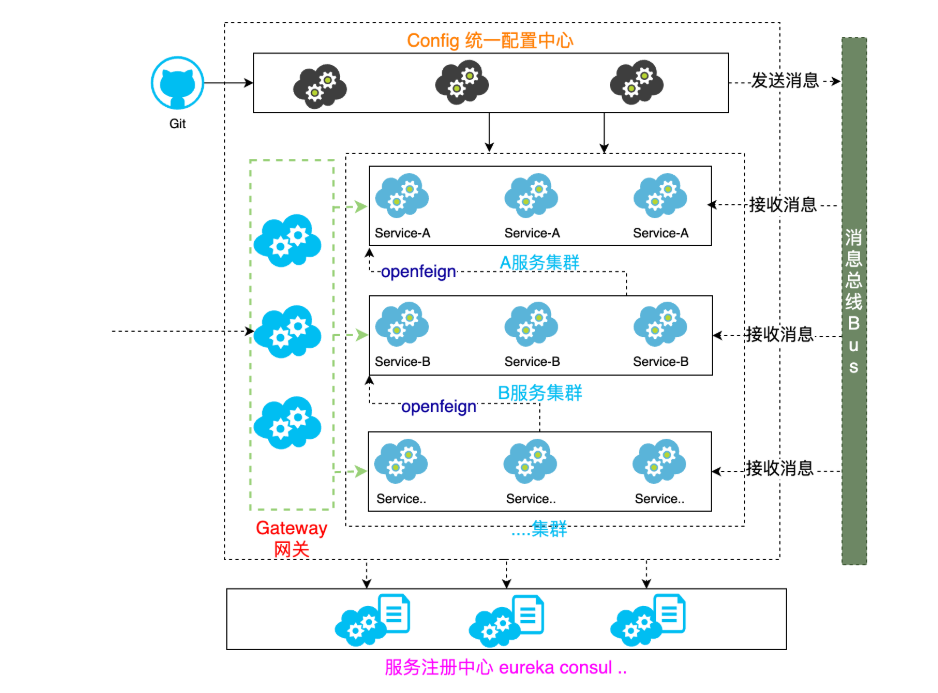 Config 统一配置中心
Git
发送消息
Service-A
Service-A
Service-A
接收消息
A服务集群
openfeign
消息总线Bus
Service-B
Service-B
Service-B
接收消息
B服务集群
openfeign
Service..
Service..
Service..
接收消息
....集群
Gateway
网关
服务注册中心 eureka consul ..